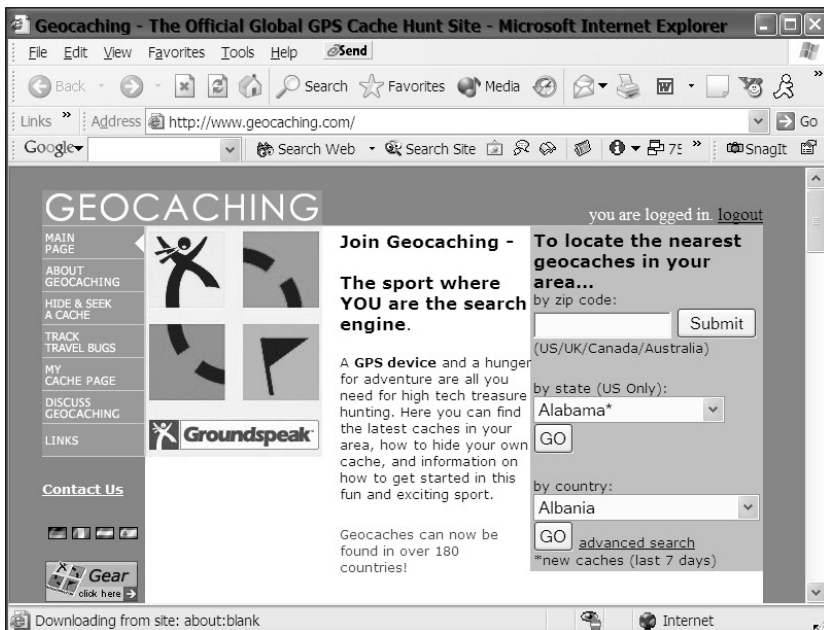 Geocaching - The Official Global GPS Cache Hunt Site - Microsoft Internet Explorer
File Edit View Favorites Tools Help Send
Back Search Favorites Media
Links » Address http://www.geocaching.com/ Go
Google Search Web Search Site 75 » SnagIt
GEOCACHING
you are logged in. logout
MAIN
PAGE
ABOUT
GEOCACHING
HIDE & SEEK
A CACHE
TRACK
TRAVEL BUGS
MY
CACHE PAGE
DISCUSS
GEOCACHING
LINKS
Contact Us
Gear
click here
Groundspeak
Join Geocaching -
The sport where
YOU are the search
engine.
A GPS device and a hunger
for adventure are all you
need for high tech treasure
hunting. Here you can find
the latest caches in your
area, how to hide your own
cache, and information on
how to get started in this
fun and exciting sport.
Geocaches can now be
found in over 180
countries!
To locate the nearest
geocaches in your
area...
by zip code:
Submit
(US/UK/Canada/Australia)
by state (US Only):
Alabama*
GO
by country:
Albania
GO advanced search
*new caches (last 7 days)
Downloading from site: about:blank Internet